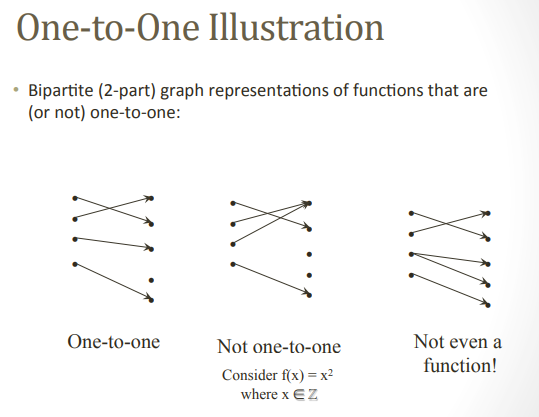 One-to-One Illustration
• Bipartite (2-part) graph representations of functions that are
(or not) one-to-one:
One-to-one
Not one-to-one
Consider f(x) = x²
where x ∈ ℤ
Not even a
function!